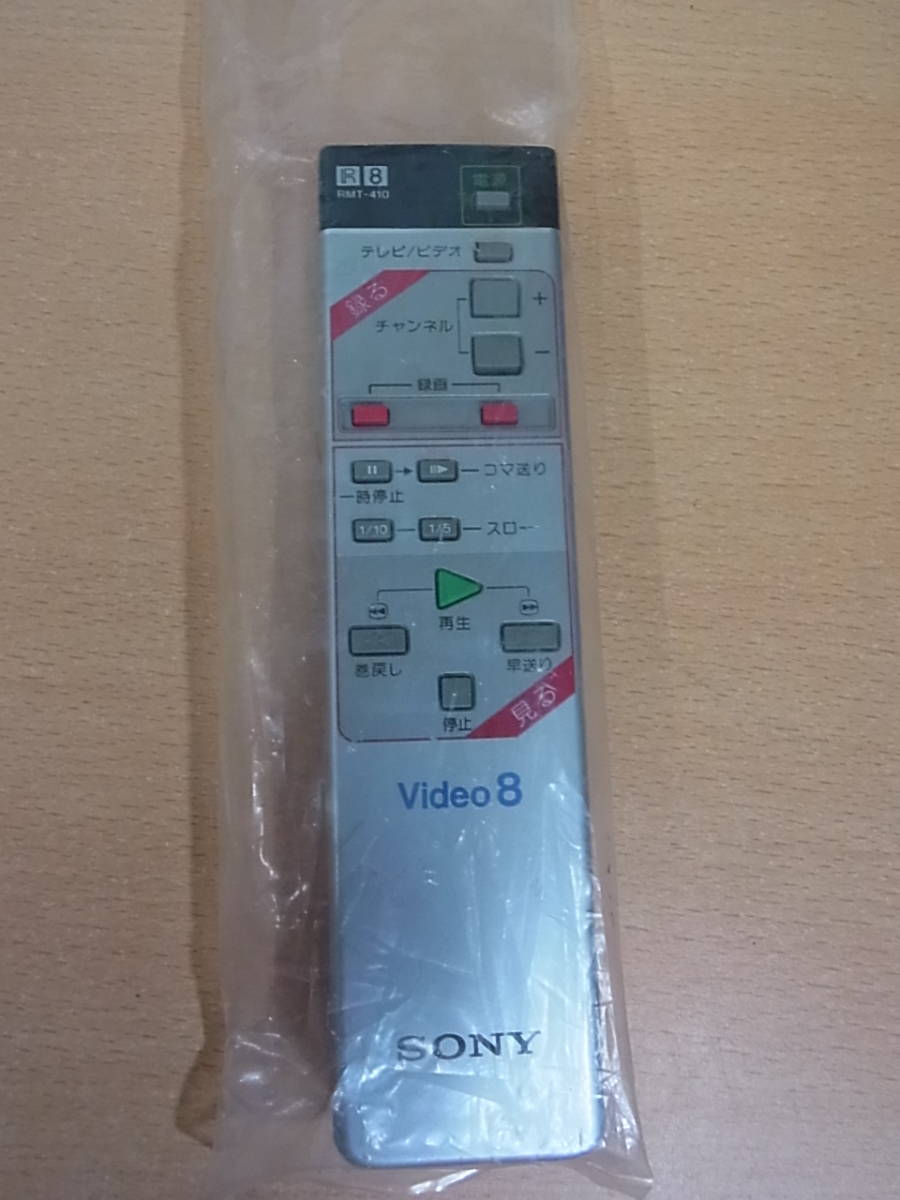 R 8
RMT-410
電源
テレビ/ビデオ
録る
+
チャンネル
−
録画
コマ送り
一時停止
1/10
1/5
スロー
再生
巻戻し
早送り
停止
見る
Video 8
SONY